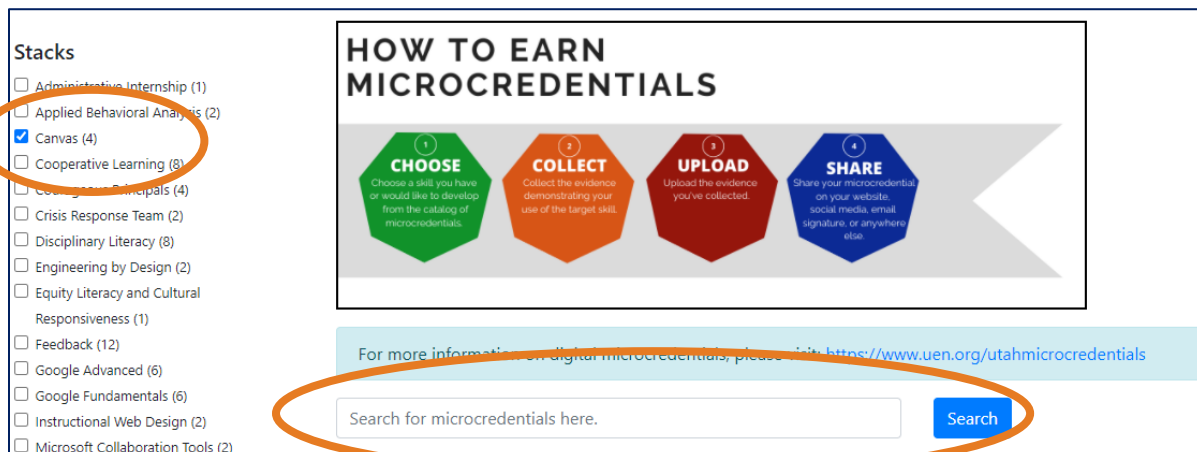 Stacks
Administrative Internship (1)
Applied Behavioral Analysis (2)
Canvas (4)
Cooperative Learning (8)
Courageous Principals (4)
Crisis Response Team (2)
Disciplinary Literacy (8)
Engineering by Design (2)
Equity Literacy and Cultural
Responsiveness (1)
Feedback (12)
Google Advanced (6)
Google Fundamentals (6)
Instructional Web Design (2)
Microsoft Collaboration Tools (2)
HOW TO EARN
MICROCREDENTIALS
1
CHOOSE
Choose a skill you have
or would like to develop
from the catalog of
microcredentials.
2
COLLECT
Collect the evidence
demonstrating your
use of the target skill.
3
UPLOAD
Upload the evidence
you've collected.
4
SHARE
Share your microcredential
on your website,
social media, email
signature, or anywhere
else.
For more information on digital microcredentials, please visit: https://www.uen.org/utahmicrocredentials
Search for microcredentials here.
Search